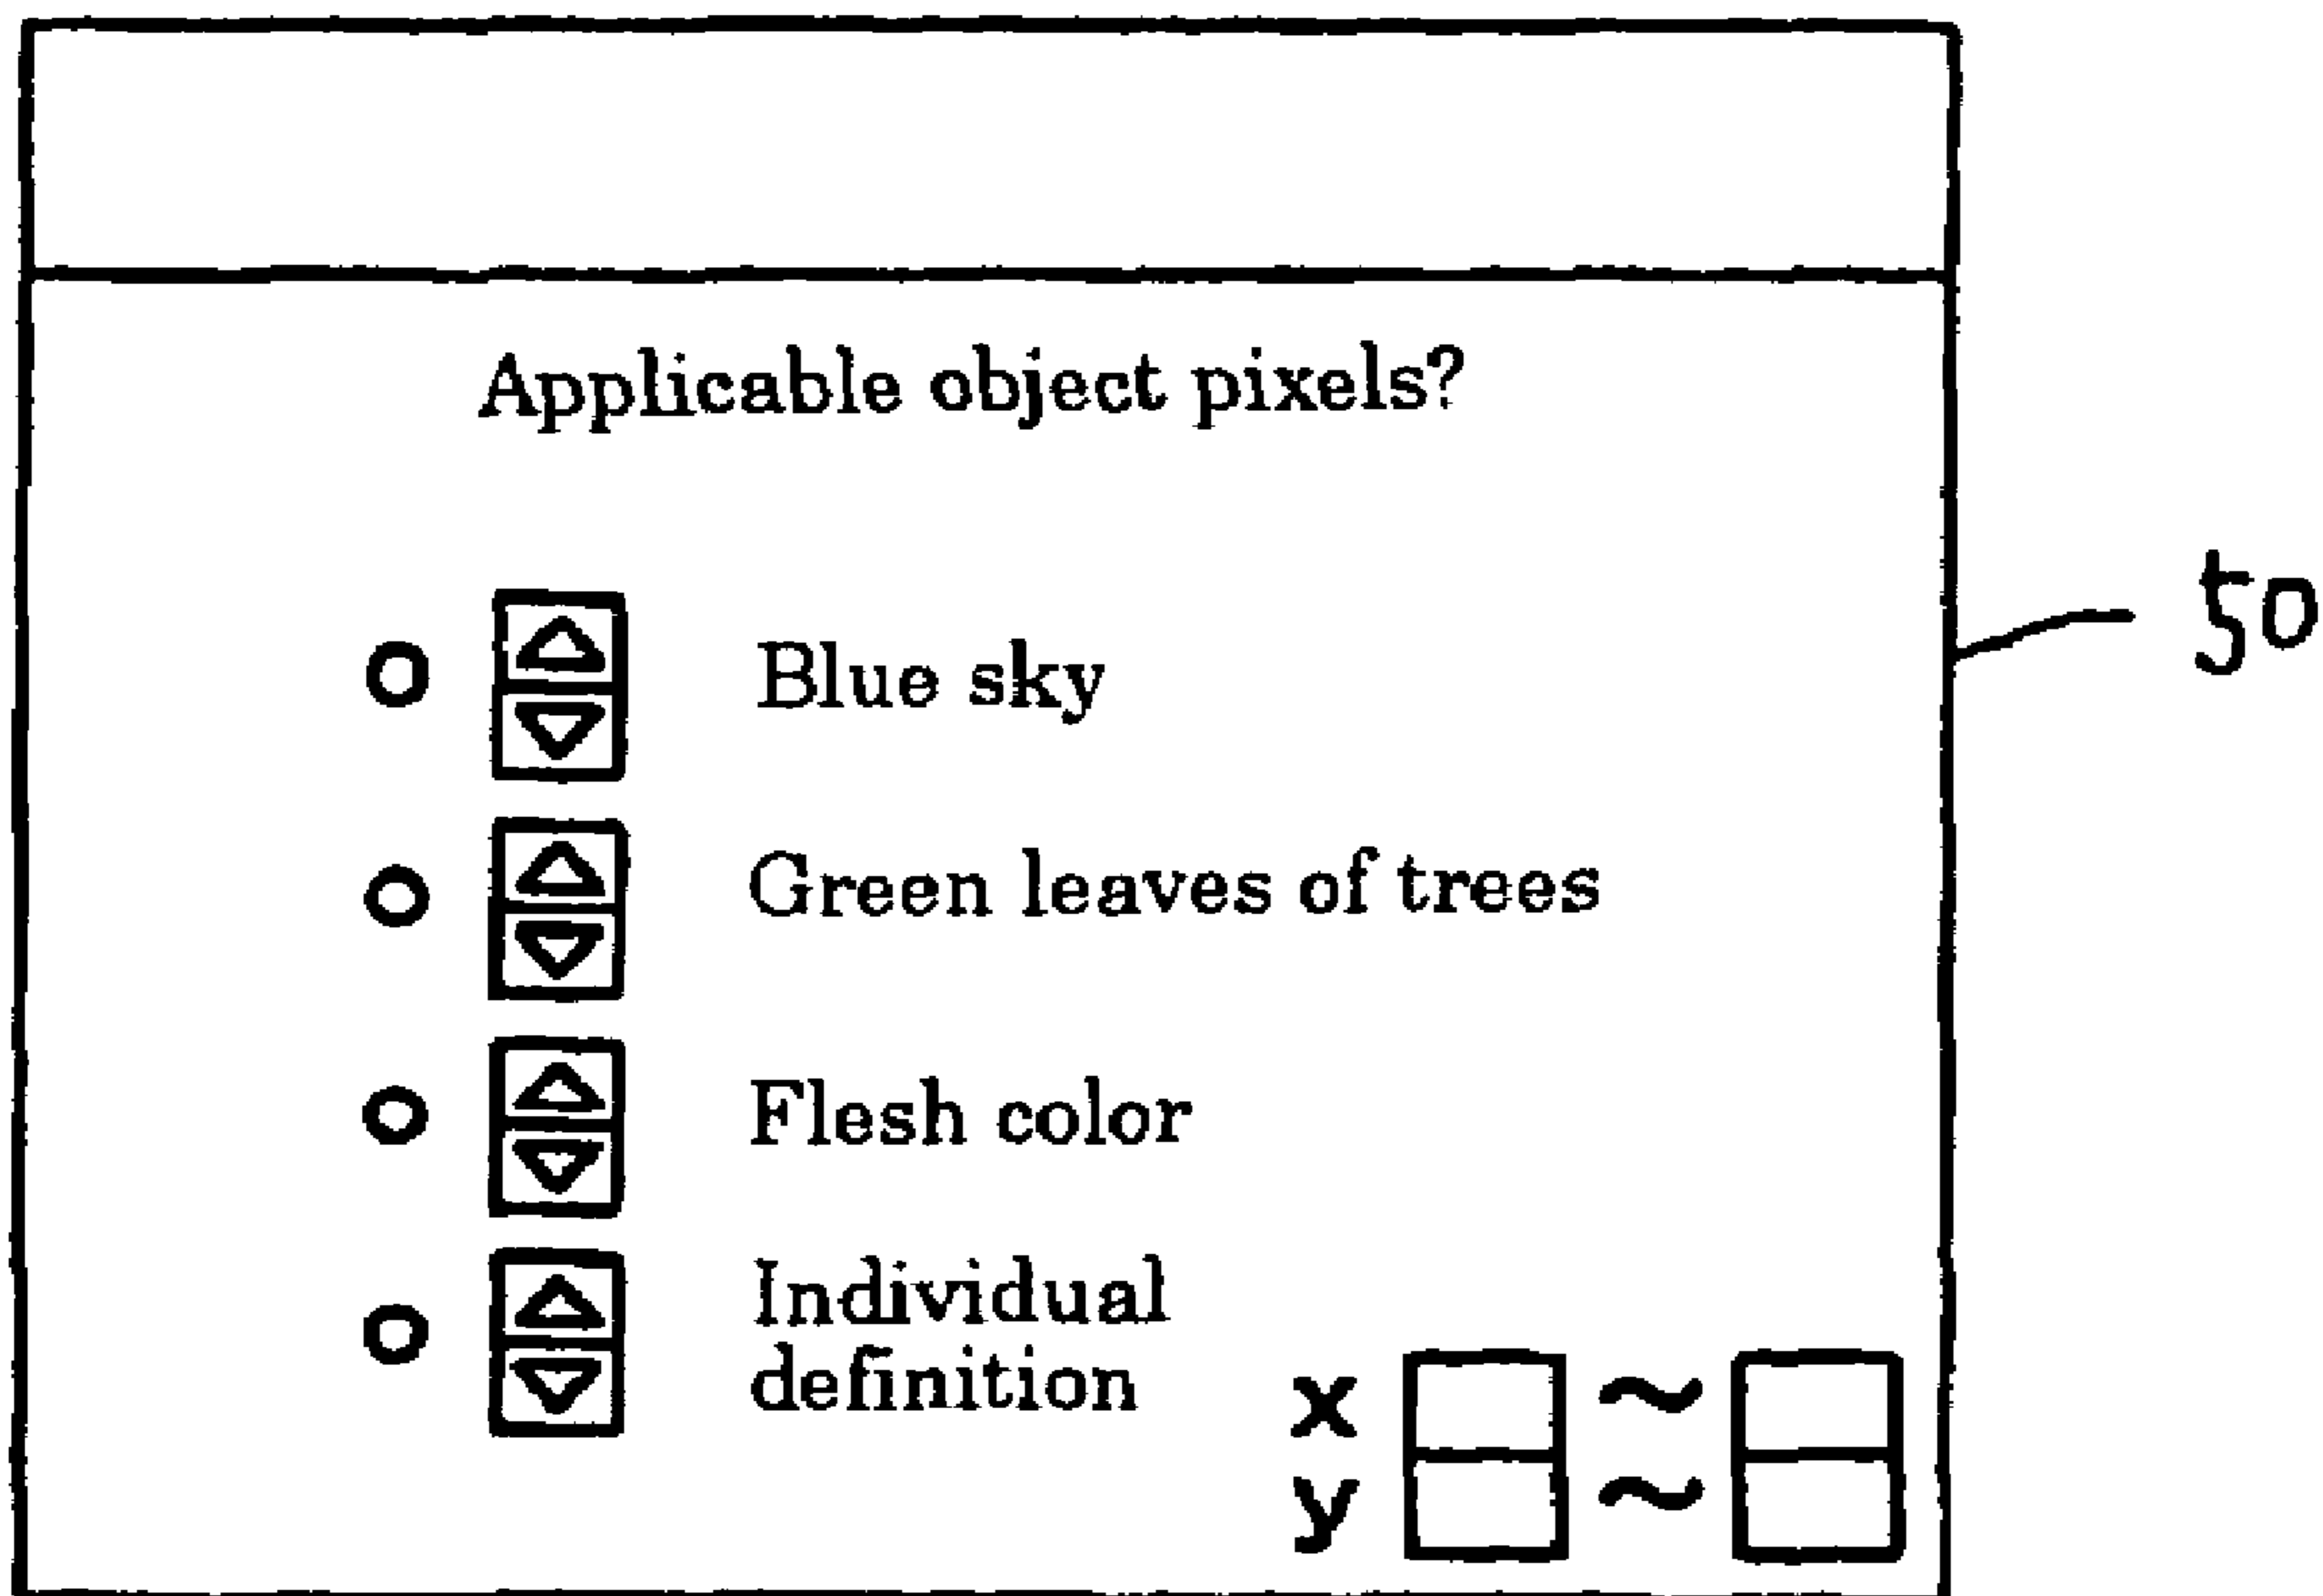 Applicable object pixels?
Blue sky
50
Green leaves of trees
Flesh color
Individual
definition
x ~
y ~